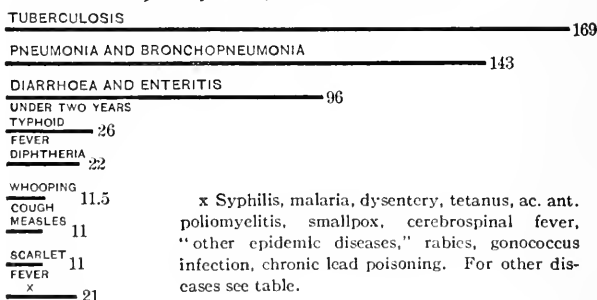 TUBERCULOSIS
169
PNEUMONIA AND BRONCHOPNEUMONIA
143
DIARRHOEA AND ENTERITIS
96
UNDER TWO YEARS
TYPHOID
26
FEVER
DIPHTHERIA
22
WHOOPING
11.5
COUGH
MEASLES
11
SCARLET
11
FEVER
x
21
x Syphilis, malaria, dysentery, tetanus, ac. ant.
poliomyelitis, smallpox, cerebrospinal fever,
"other epidemic diseases," rabies, gonococcus
infection, chronic lead poisoning. For other dis-
eases see table.